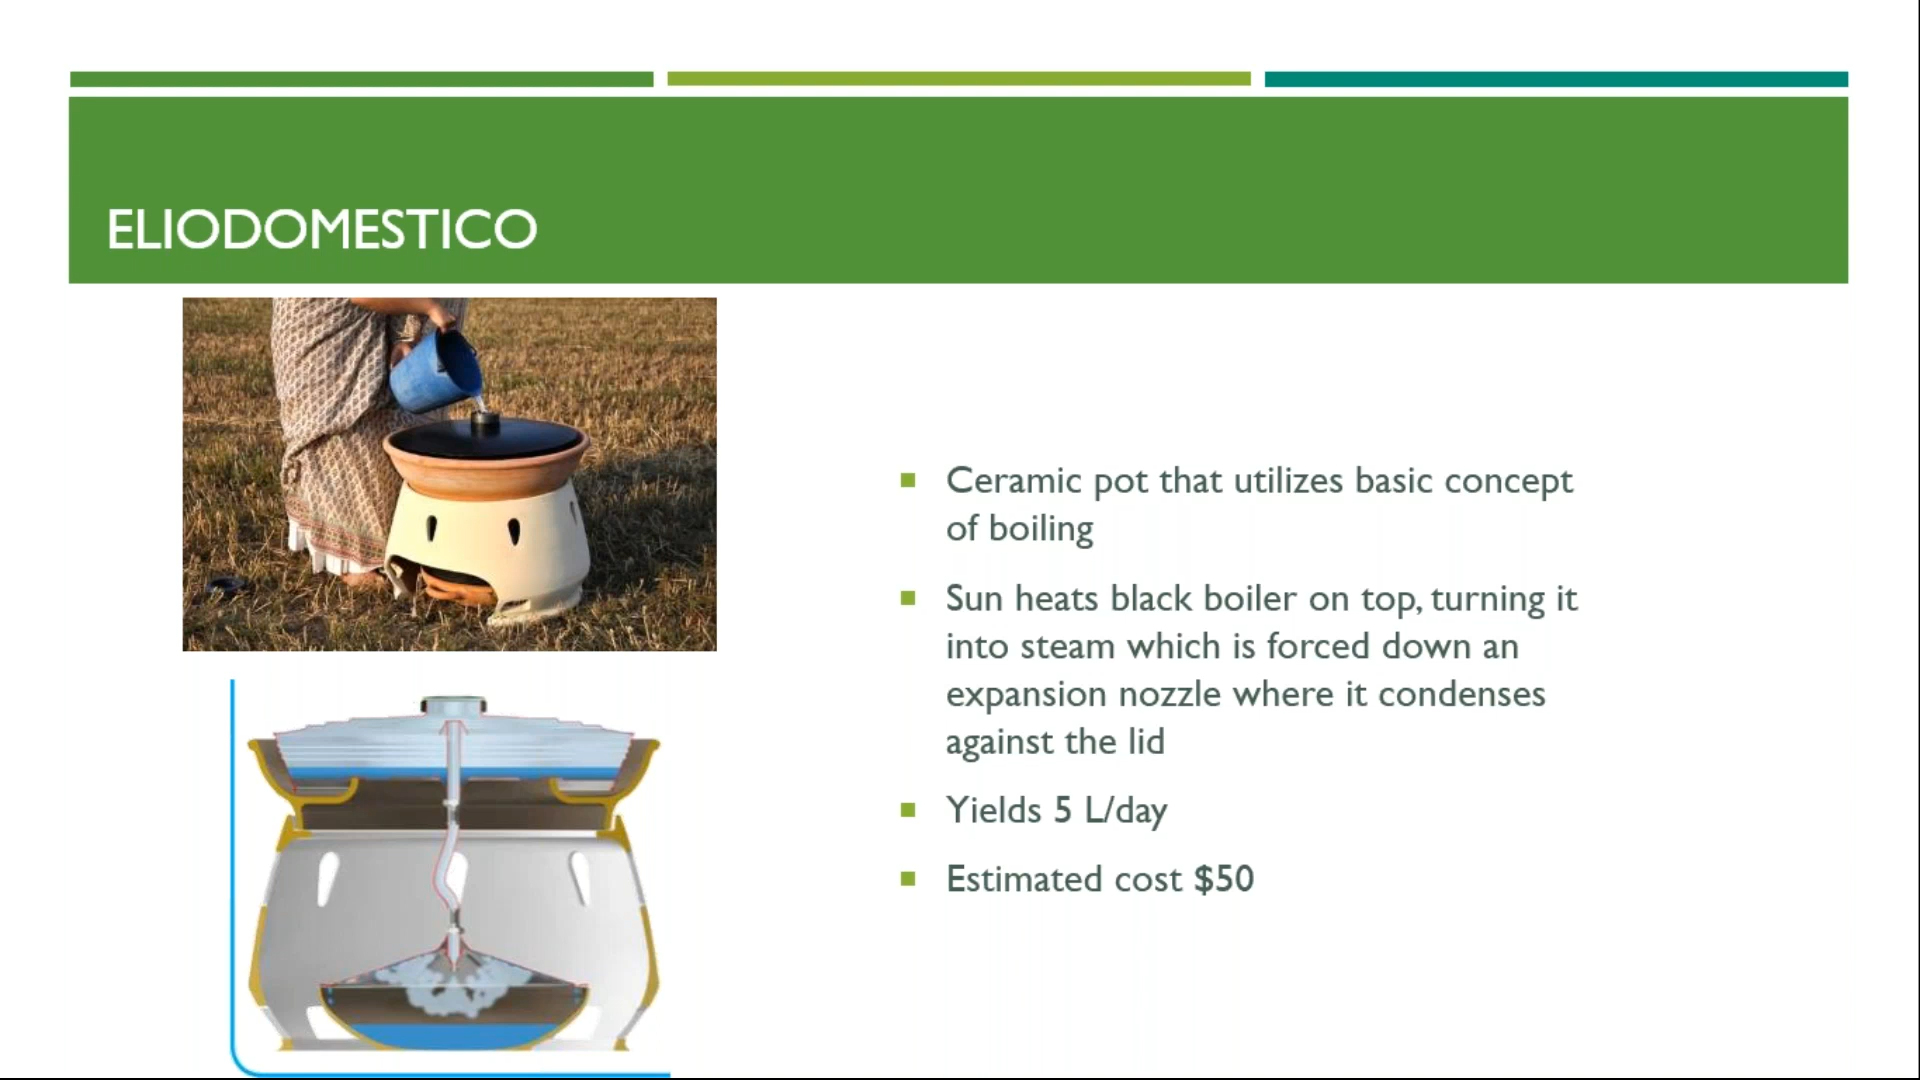 ELIODOMESTICO
Ceramic pot that utilizes basic concept
of boiling
Sun heats black boiler on top, turning it
into steam which is forced down an
expansion nozzle where it condenses
against the lid
Yields 5 L/day
Estimated cost $50